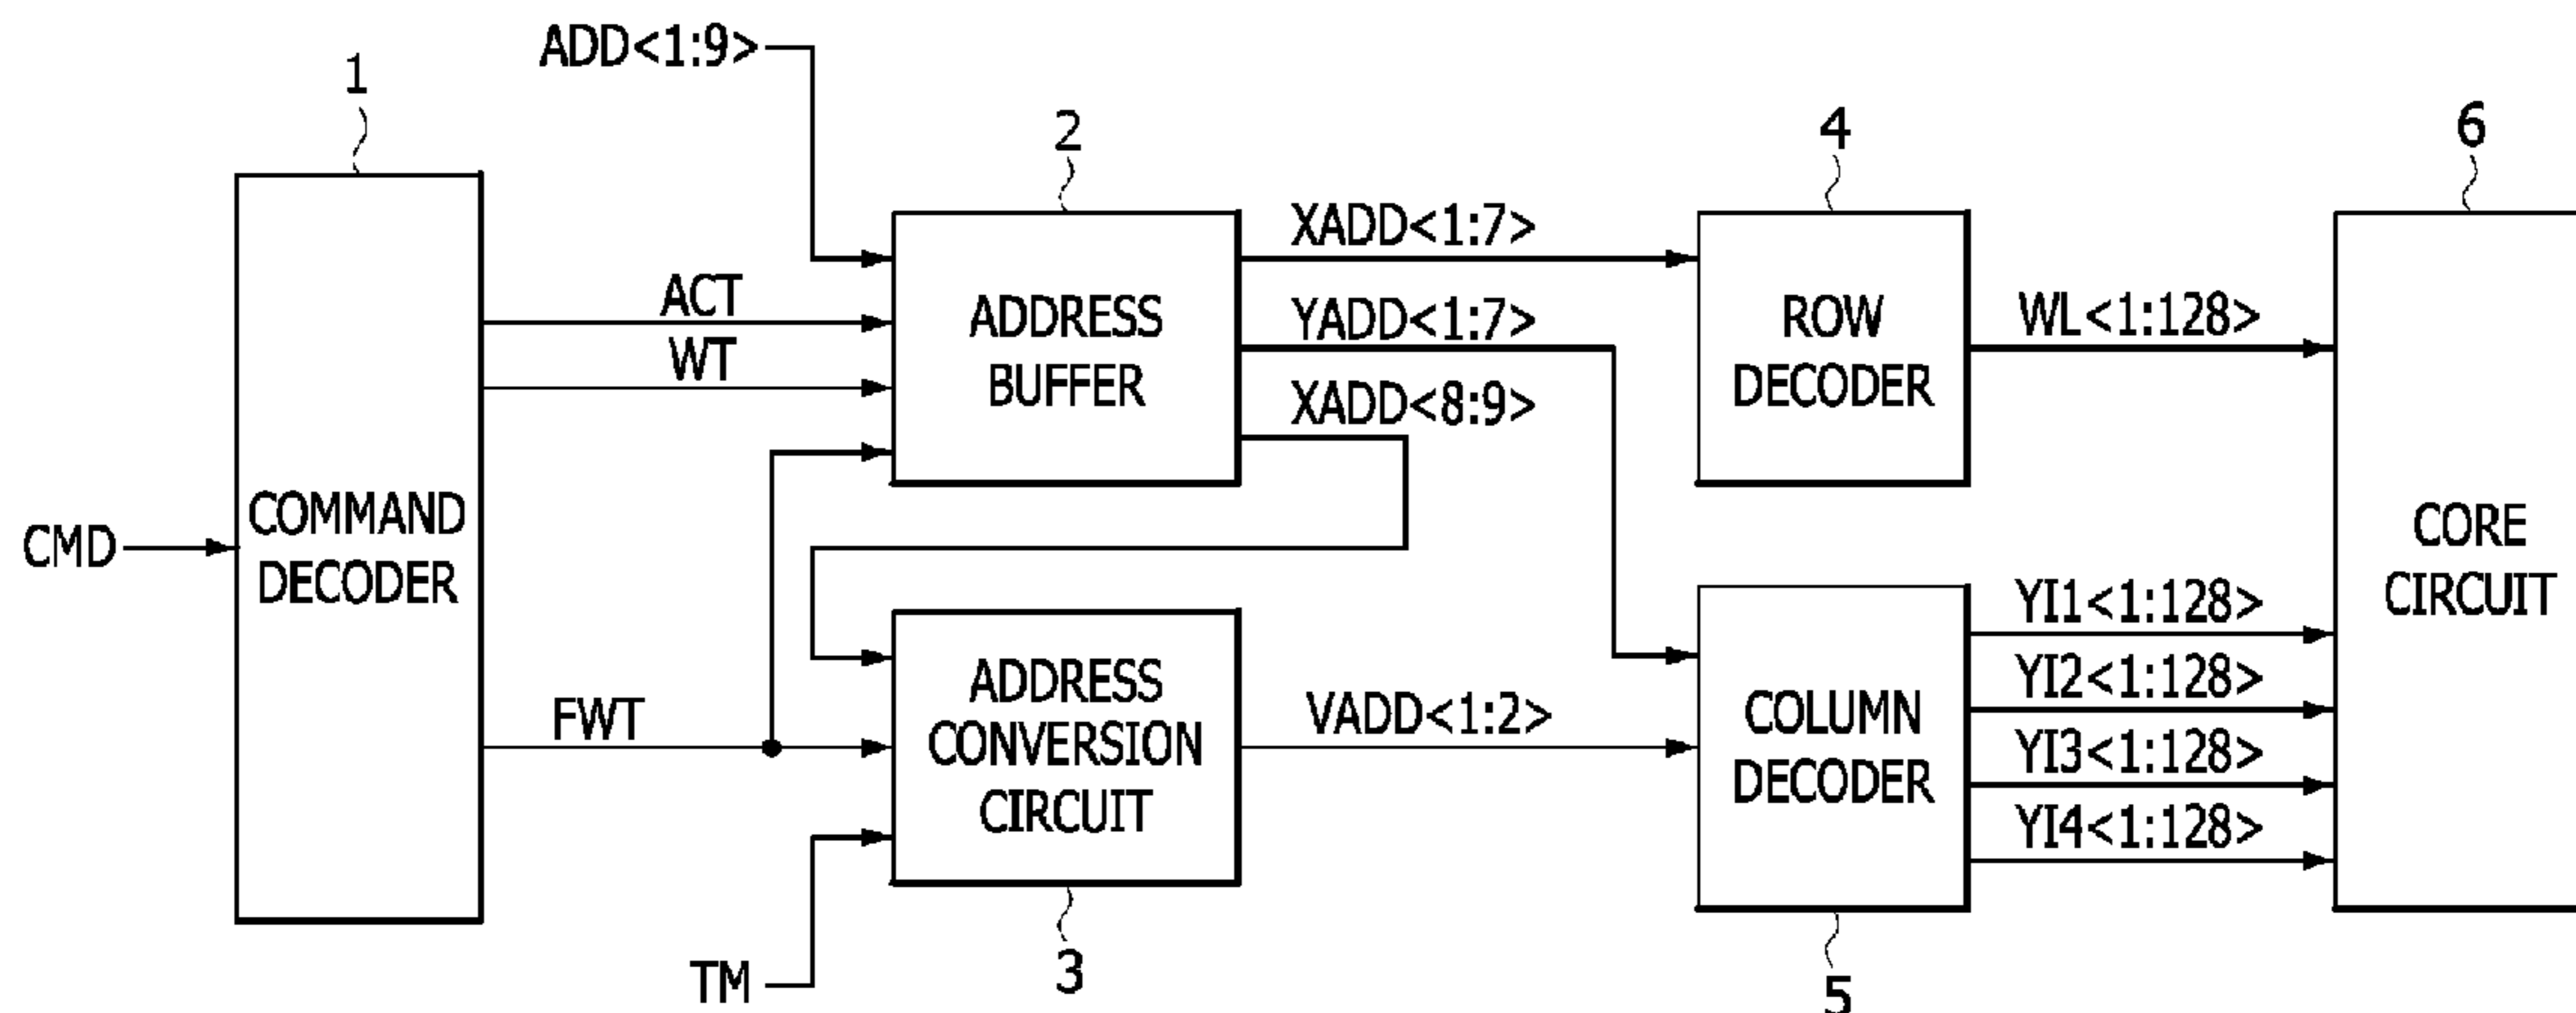 ADD<1:9>
1
2
4
6
XADD<1:7>
ACT
ADDRESS
BUFFER
YADD<1:7>
ROW
DECODER
WL<1:128>
WT
XADD<8:9>
CMD
COMMAND
DECODER
CORE
CIRCUIT
YI1<1:128>
FWT
ADDRESS
CONVERSION
CIRCUIT
VADD<1:2>
COLUMN
DECODER
YI2<1:128>
YI3<1:128>
YI4<1:128>
TM
3
5